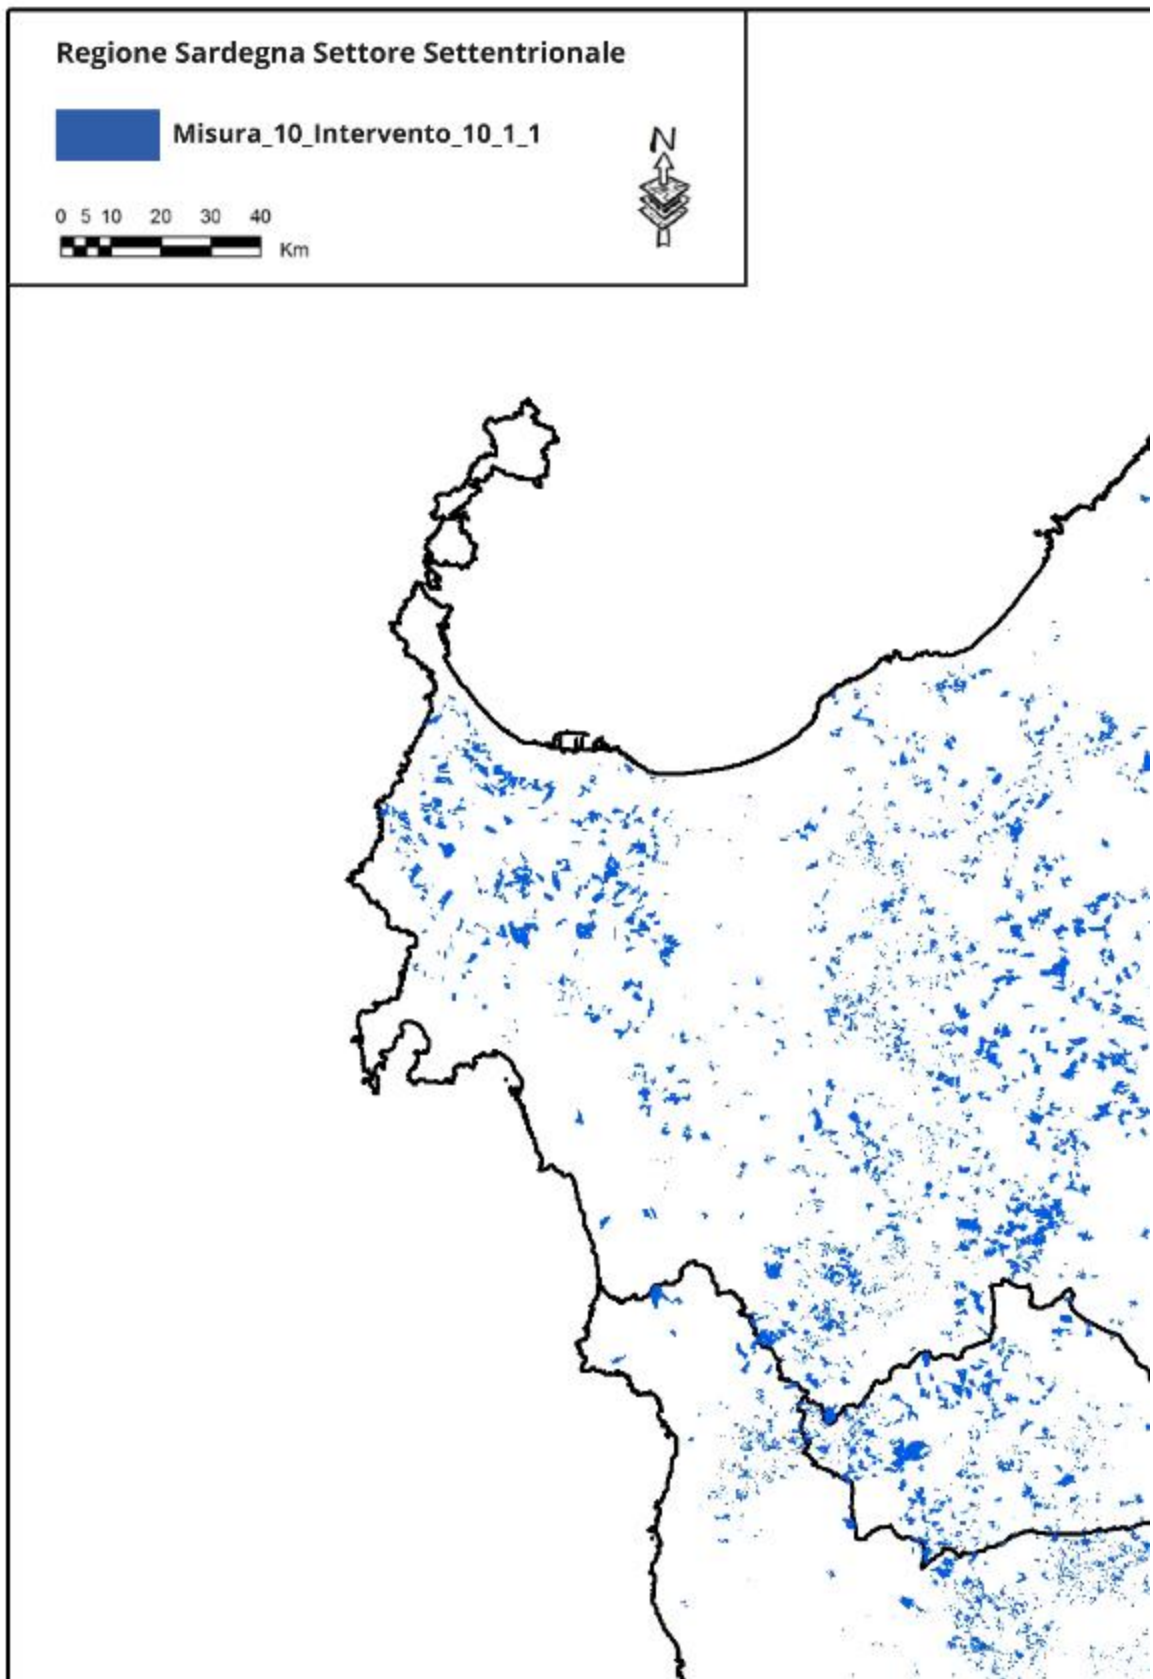 Regione Sardegna Settore Settentrionale
Misura_10_Intervento_10_1_1
N
0 5 10 20 30 40
Km